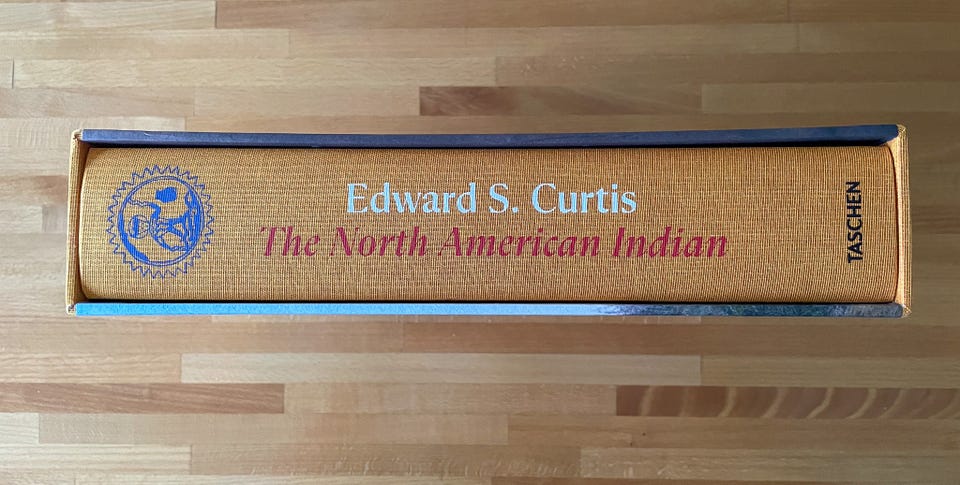 Edward S. Curtis
The North American Indian
TASCHEN